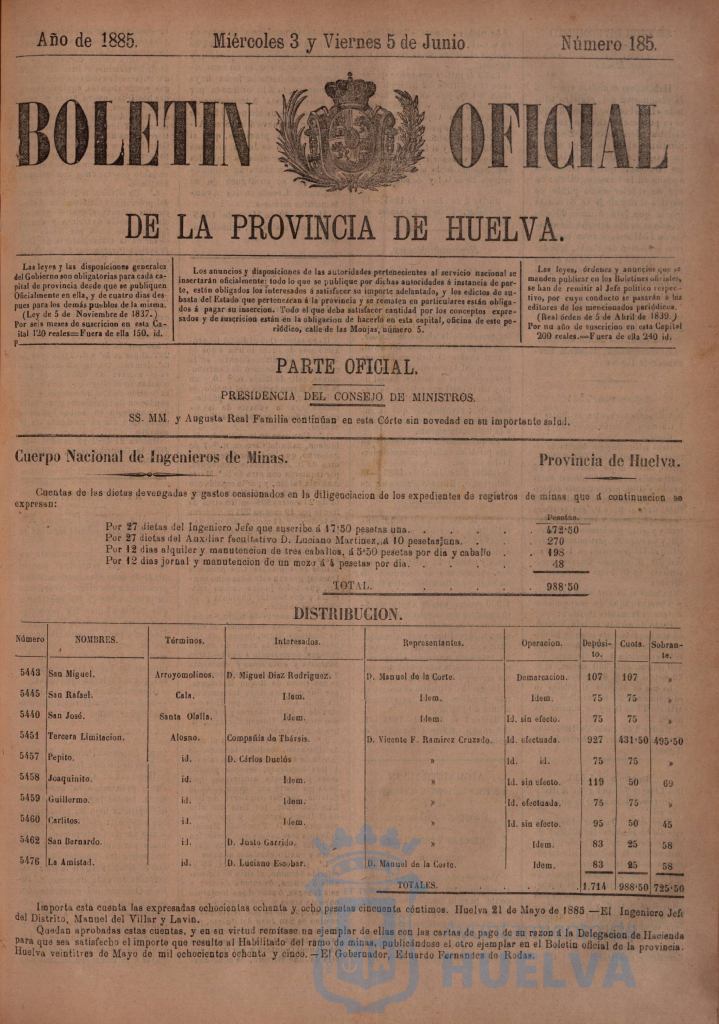 Año de 1885.
Miércoles 3 y Viernes 5 de Junio
Número 185.
BOLETIN OFICIAL
DE LA PROVINCIA DE HUELVA.
Las leyes y las disposiciones generales
del Gobierno son obligatorias para cada ca-
pital de provincia desde que se publiquen
Oficialmente en ella, y de cuatro dias des-
pues para los demás pueblos de la misma.
(Ley de 5 de Noviembre de 1837.)
Por seis meses de suscricion en esta Ca-
ital 120 reales=Fuera de ella 150. id.
p
Los anuncios y disposiciones de las autoridades pertenecientes al servicio nacional se
insertarán oficialmente: todo lo que se publique por dichas autoridades á instancia de par-
te, están obligados los interesados á satisfacer su importe adelantado, y los edictos de su-
basta del Estado que pertenezcan á la provincia y se rematen en particulares están obliga-
dos á pagar su insercion. Todo el que deba satisfacer cantidad por los conceptos expre-
sados y de suscricion están en la obligacion de hacerlo en esta capital, oficina de este pe-
riódico, calle de las Monjas, número 5.
Las leyes, órdenes y anuncios que se
manden publicar en los Boletines oficiales,
se han de remitir al Jefe político respec-
tivo, por cuyo conducto se pasarán á los
editores de los mencionados periódicos.
(Real órden de 5 de Abril de 1839.)
Por un año de suscricion en esta Capital
200 reales.—Fuera de ella 240 id.
PARTE OFICIAL.
PRESIDENCIA DEL CONSEJO DE MINISTROS.
SS. MM. y Augusta Real Familia continúan en esta Córte sin novedad en su importante salud.
Cuerpo Nacional de Ingenieros de Minas.
Provincia de Huelva.
Cuentas de las dietas devengadas y gastos ocasionados en la diligenciacion de los expedientes de registros de minas que á continuacion se
expresan:
Pesetas.
Por 27 dietas del Ingeniero Jefe que suscribe á 17'50 pesetas una. . . . . 472'50
Por 27 dietas del Auxiliar facultativo D. Luciano Martinez, á 10 pesetas una. . . 270
Por 12 dias alquiler y manutencion de trés caballos, á 5'50 pesetas por dia y caballo . 198
Por 12 dias jornal y manutencion de un mozo á 4 pesetas por dia. . . . . 48
TOTAL. . . . . 988·50
DISTRIBUCION.
Número NOMBRES. Términos. Interesados. Representantes. Operacion. Depósi-to. Cuota. Sobran-te.
5443 San Miguel. Arroyomolinos. D. Miguel Diaz Rodriguez. D. Manuel de la Corte. Demarcacion. 107 107 »
5445 San Rafael. Cala. Idem. Idem. Idem. 75 75 »
5440 San José. Santa Olalla. Idem. Idem. Id. sin efecto. 75 75 »
5451 Tercera Limitacion. Alosno. Compañia de Thársis. D. Vicente F. Ramirez Cruzado. Id. efectuada. 927 431·50 495·50
5457 Pepito. id. D. Cárlos Duclós » Id. id. 75 75 »
5458 Joaquinito. id. Idem. » Id. sin efecto. 119 50 69
5459 Guillermo. id. Idem. » Id. efectuada. 75 75 »
5460 Carlitos. id. Idem. » Id. sin efecto. 95 50 45
5462 San Bernardo. id. D. Justo Garrido. » Idem. 83 25 58
5476 La Amistad. id. D. Luciano Escobar. D. Manuel de la Corte. Idem. 83 25 58
TOTALES. . . . 1.714 988·50 725·50
Importa esta cuenta las expresadas ochocientas ochenta y ocho pesetas cincuenta céntimos. Huelva 21 de Mayo de 1885 —El Ingeniero Jefe
del Distrito, Manuel del Villar y Lavin.
Quedan aprobadas estas cuentas, y en su virtud remítase un ejemplar de ellas con las cartas de pago de su razon á la Delegacion de Hacienda
para que sea satisfecho el importe que resulte al Habilitado del ramo de minas, publicándose el otro ejemplar en el Boletin oficial de la provincia.
Huelva veintitres de Mayo de mil ochocientos ochenta y cinco.—El Gobernador, Eduardo Fernandez de Rodas.
HUELVA